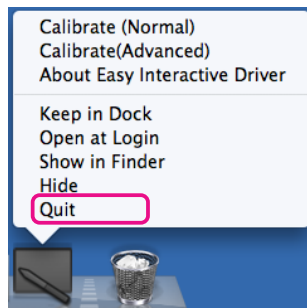 Calibrate (Normal)
Calibrate(Advanced)
About Easy Interactive Driver
Keep in Dock
Open at Login
Show in Finder
Hide
Quit